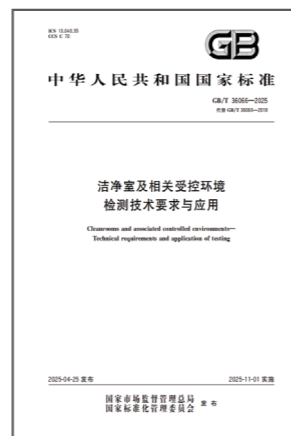 ICS 13.040.35
CCS C 70
GB
中华人民共和国国家标准
GB/T 36066—2025
代替 GB/T 36066—2018
洁净室及相关受控环境
检测技术要求与应用
Cleanrooms and associated controlled environments—
Technical requirements and application of testing
2025-04-25 发布
2025-11-01 实施
国家市场监督管理总局
国家标准化管理委员会
发布